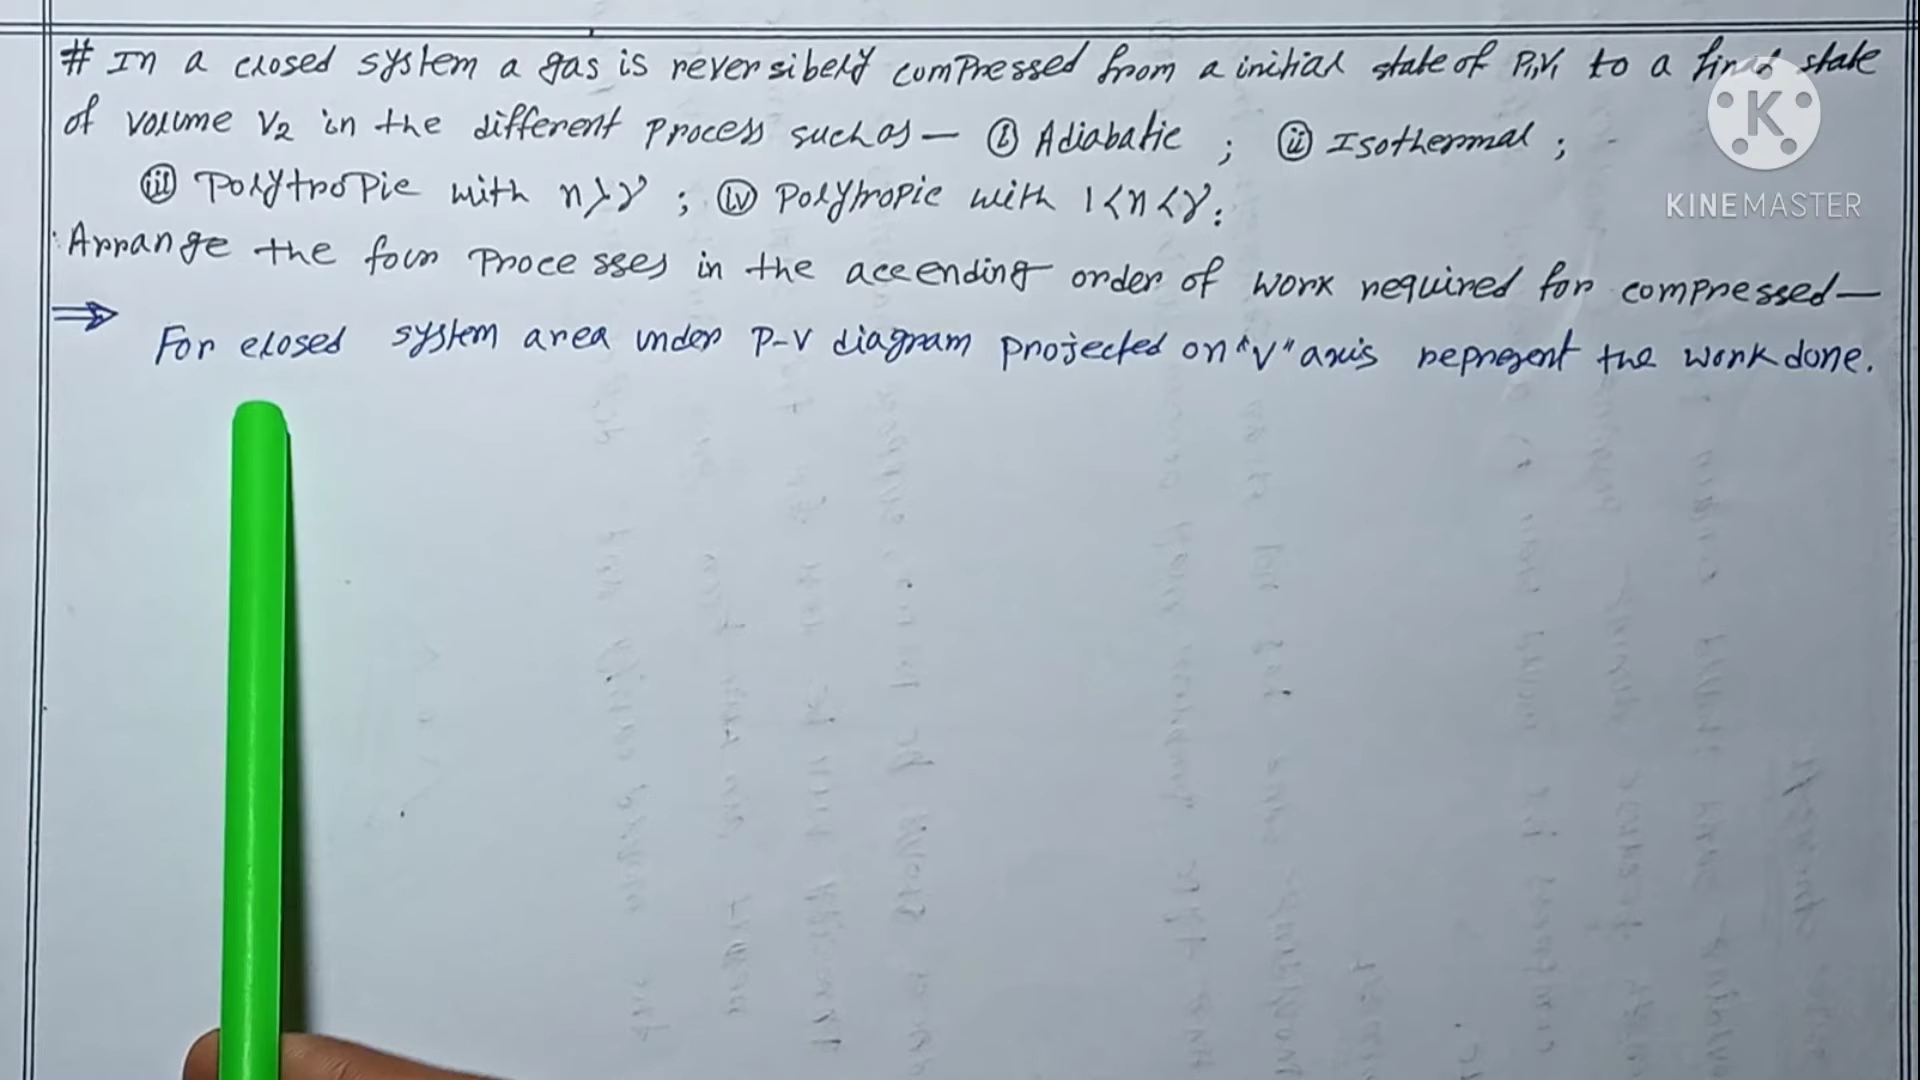 # In a closed system a gas is reversibely compressed from a initial state of P1,V1 to a final state
of volume V2 in the different process such as — (i) Adiabatic ; (ii) Isothermal ;
(iii) Polytropic with n>γ ; (iv) Polytropic with 1<n<γ.
Arrange the four processes in the accending order of work required for compressed—
⇒ For closed system area under P-V diagram projected on "V" axis represent the work done.
K
KINEMASTER